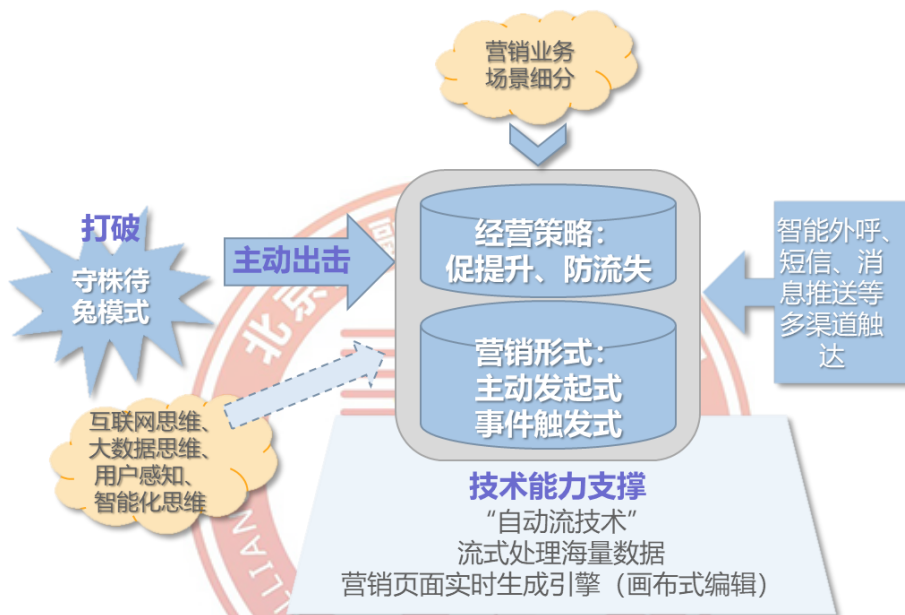 营销业务
场景细分
打破
守株待
兔模式
主动出击
经营策略：
促提升、防流失
营销形式：
主动发起式
事件触发式
智能外呼、
短信、消
息推送等
多渠道触
达
互联网思维、
大数据思维、
用户感知、
智能化思维
技术能力支撑
“自动流技术”
流式处理海量数据
营销页面实时生成引擎（画布式编辑）
北京
LIAN